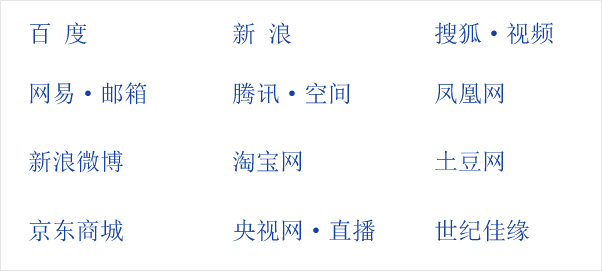 百 度 新 浪 搜狐·视频
网易·邮箱 腾讯·空间 凤凰网
新浪微博 淘宝网 土豆网
京东商城 央视网·直播 世纪佳缘